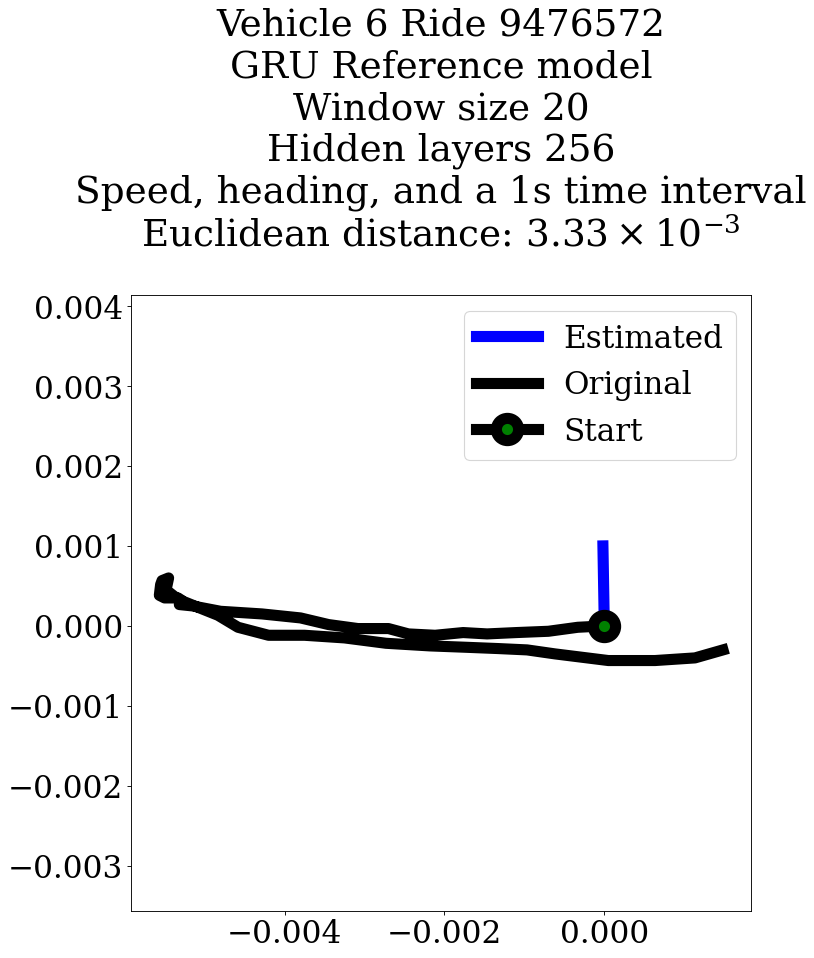 Vehicle 6 Ride 9476572
GRU Reference model
Window size 20
Hidden layers 256
Speed, heading, and a 1s time interval
Euclidean distance: 3.33 × 10⁻³
Estimated
Original
Start
0.004
0.003
0.002
0.001
0.000
−0.001
−0.002
−0.003
−0.004
−0.002
0.000